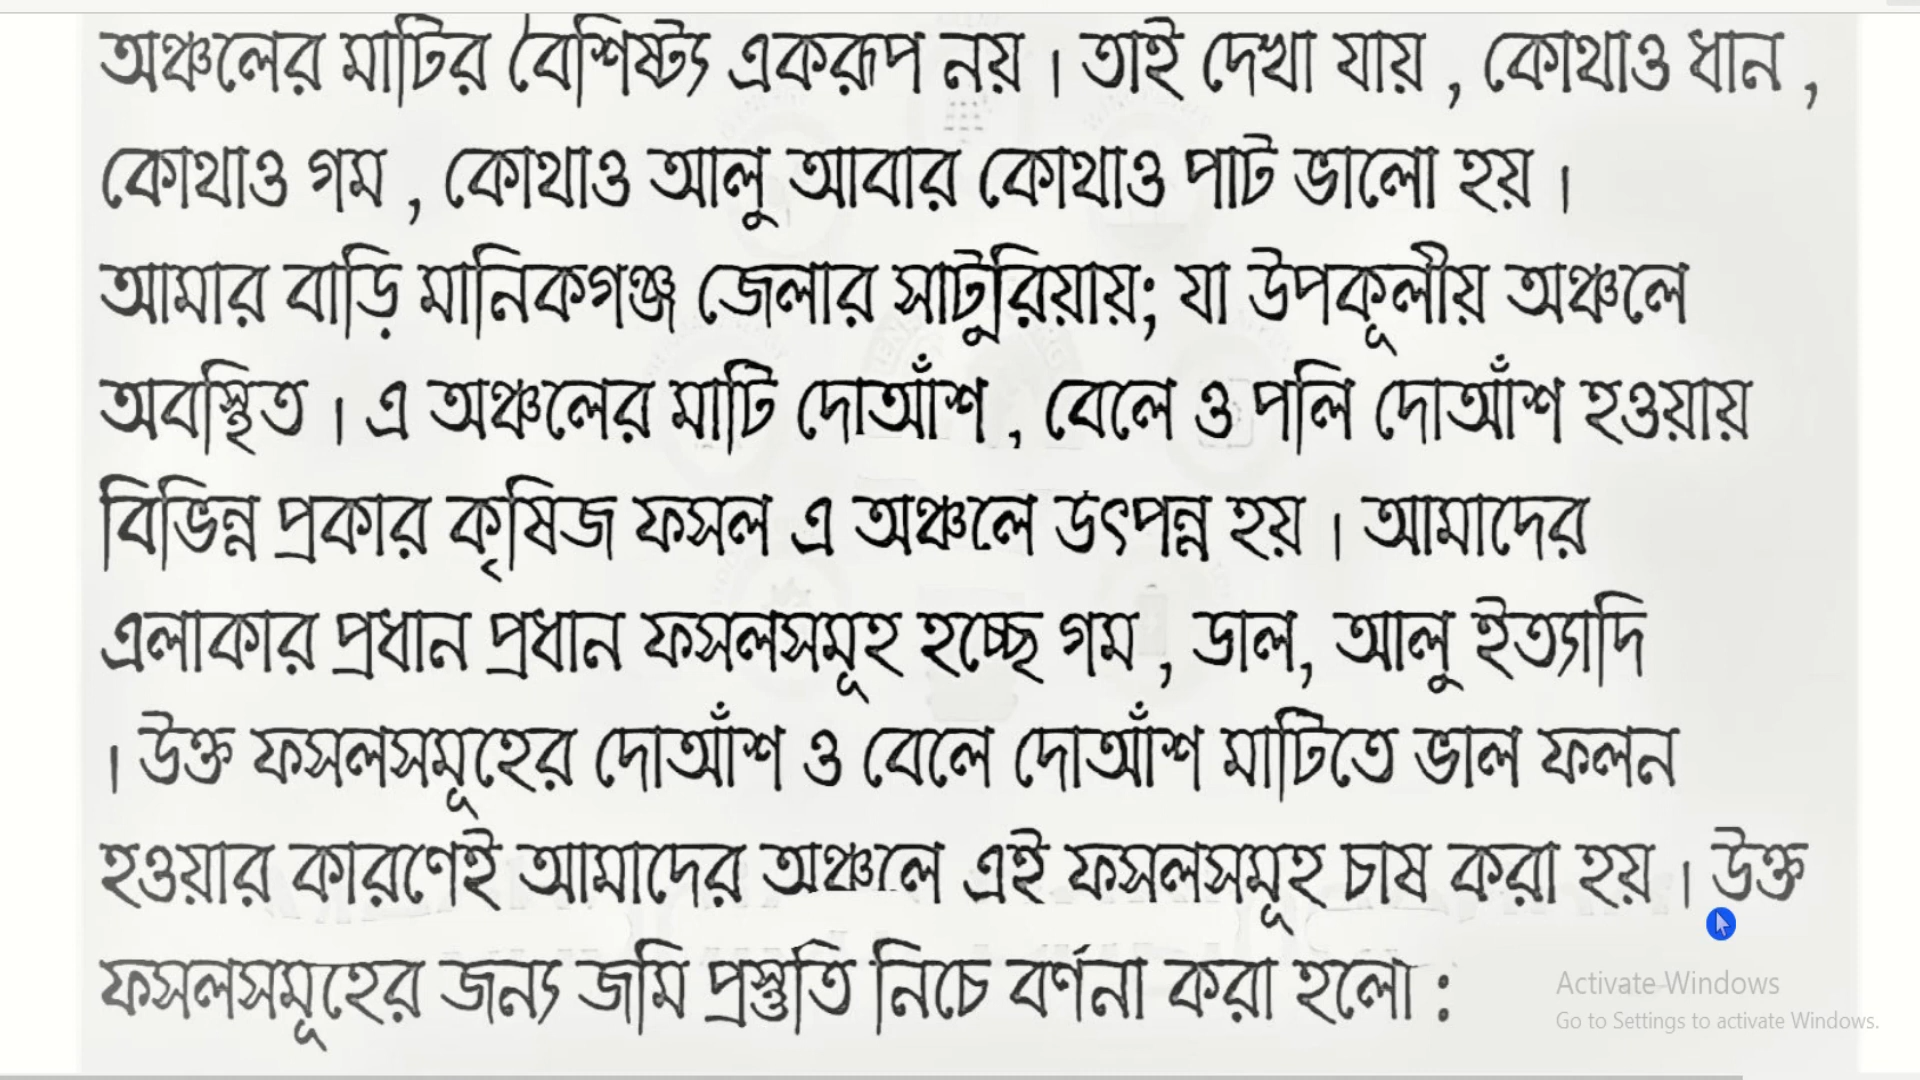 অঞ্চলের মাটির বৈশিষ্ট্য একরূপ নয় । তাই দেখা যায় , কোথাও ধান ,
কোথাও গম , কোথাও আলু আবার কোথাও পাট ভালো হয় ।
আমার বাড়ি মানিকগঞ্জ জেলার সাটুরিয়ায়; যা উপকূলীয় অঞ্চলে
অবস্থিত । এ অঞ্চলের মাটি দোআঁশ , বেলে ও পলি দোআঁশ হওয়ায়
বিভিন্ন প্রকার কৃষিজ ফসল এ অঞ্চলে উৎপন্ন হয় । আমাদের
এলাকার প্রধান প্রধান ফসলসমূহ হচ্ছে গম , ডাল, আলু ইত্যাদি
। উক্ত ফসলসমূহের দোআঁশ ও বেলে দোআঁশ মাটিতে ভাল ফলন
হওয়ার কারণেই আমাদের অঞ্চলে এই ফসলসমূহ চাষ করা হয় । উক্ত
ফসলসমূহের জন্য জমি প্রস্তুতি নিচে বর্ণনা করা হলো :
Activate Windows
Go to Settings to activate Windows.